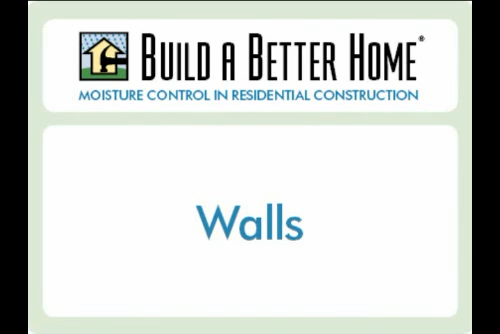 BUILD A BETTER HOME®
MOISTURE CONTROL IN RESIDENTIAL CONSTRUCTION
Walls